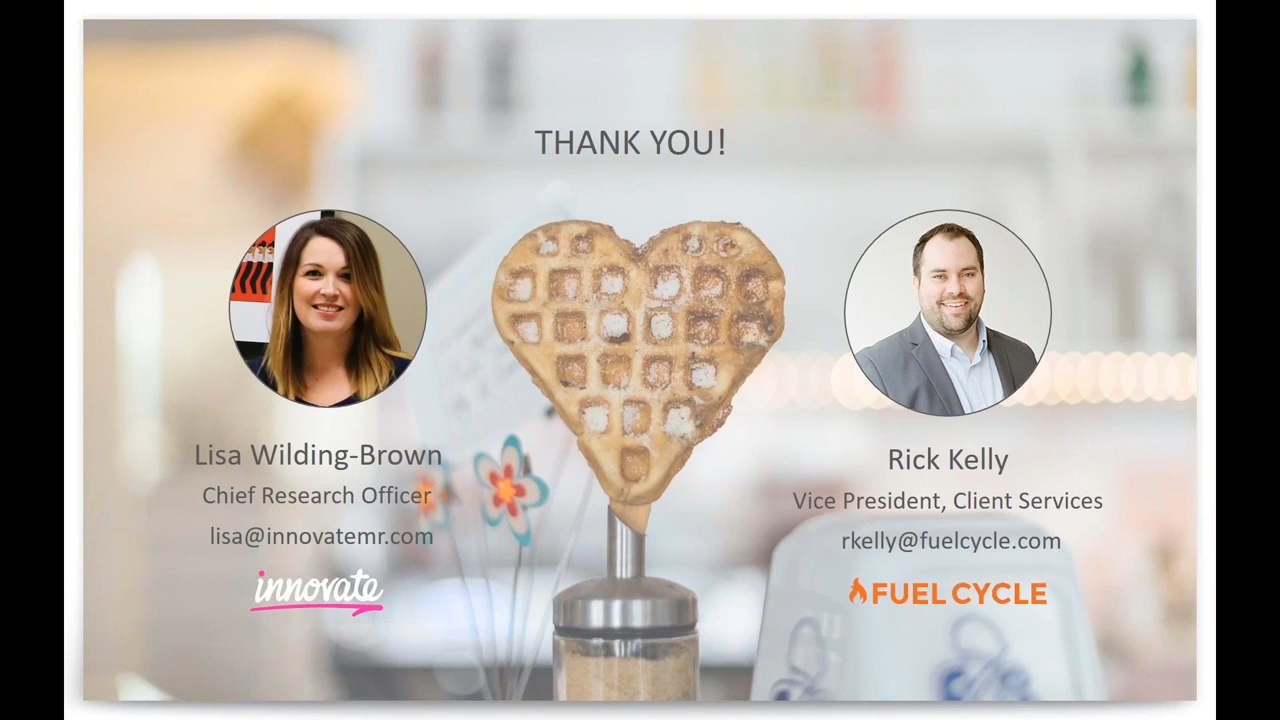 THANK YOU!
Lisa Wilding-Brown
Chief Research Officer
lisa@innovatemr.com
innovate
Rick Kelly
Vice President, Client Services
rkelly@fuelcycle.com
FUEL CYCLE